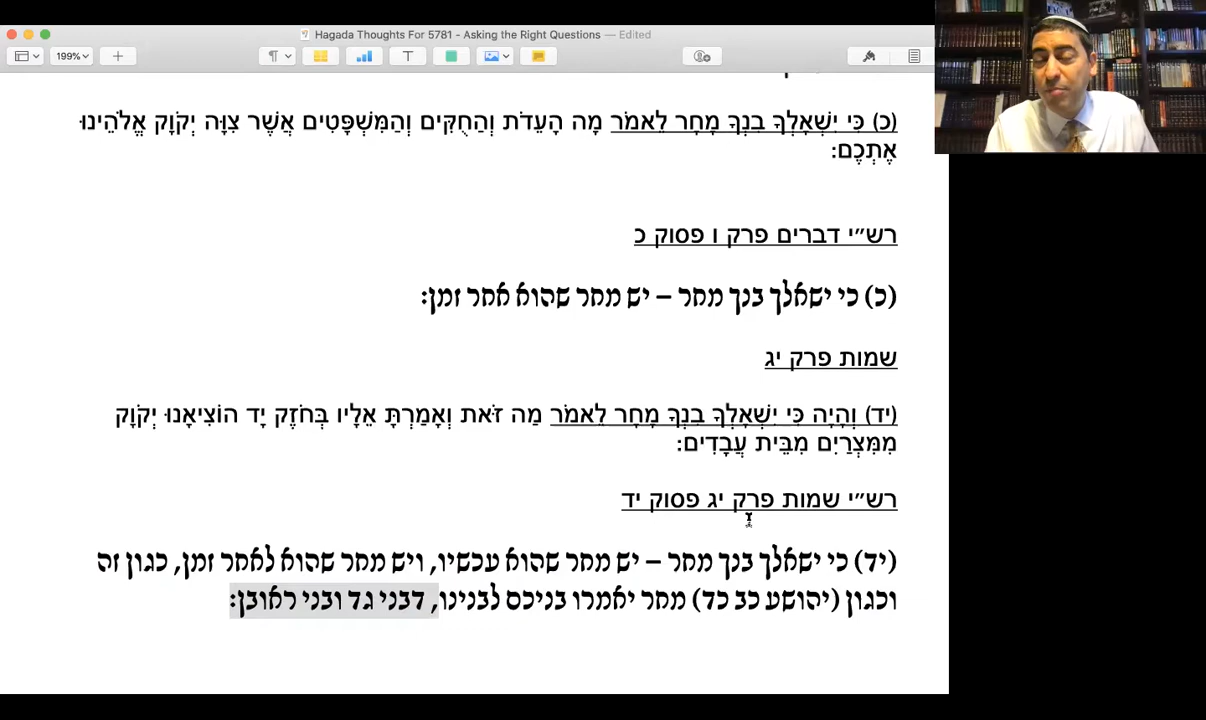 Hagada Thoughts For 5781 - Asking the Right Questions — Edited
199%
(כ) כִּי יִשְׁאָלְךָ בִנְךָ מָחָר לֵאמֹר מָה הָעֵדֹת וְהַחֻקִּים וְהַמִּשְׁפָּטִים אֲשֶׁר צִוָּה יְקֹוָק אֱלֹהֵינוּ
אֶתְכֶם:
רש״י דברים פרק ו פסוק כ
(כ) כי ישאלך בנך מחר – יש מחר שהוא אחר זמן:
שמות פרק יג
(יד) וְהָיָה כִּי יִשְׁאָלְךָ בִנְךָ מָחָר לֵאמֹר מַה זֹּאת וְאָמַרְתָּ אֵלָיו בְּחֹזֶק יָד הוֹצִיאָנוּ יְקֹוָק
מִמִּצְרַיִם מִבֵּית עֲבָדִים:
רש״י שמות פרק יג פסוק יד
(יד) כי ישאלך בנך מחר – יש מחר שהוא עכשיו, ויש מחר שהוא לאחר זמן, כגון זה
וכגון (יהושע כב כד) מחר יאמרו בניכם לבנינו, דבני גד ובני ראובן: